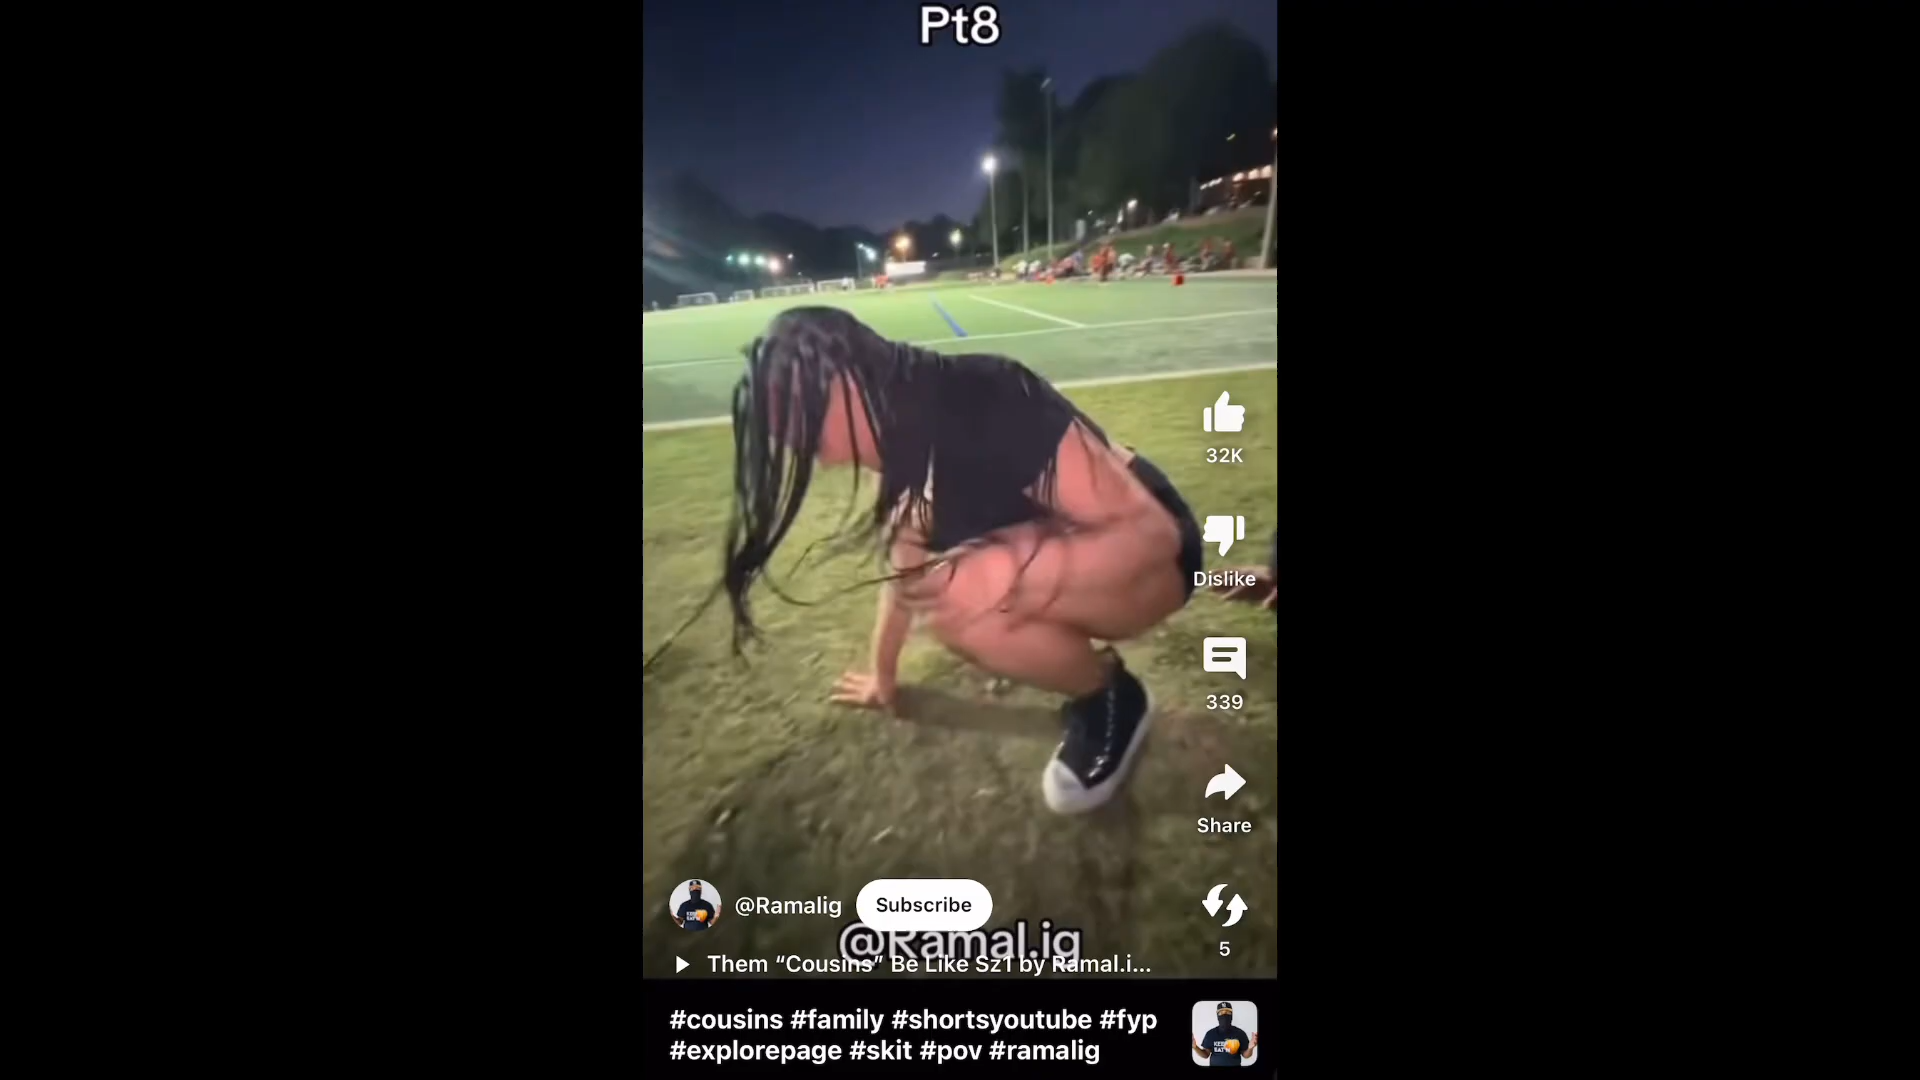 Pt8
32K
Dislike
339
Share
@Ramalig
Subscribe
@Ramal.ig
5
Them “Cousins” Be Like Sz1 by Ramal.i...
#cousins #family #shortsyoutube #fyp
#explorepage #skit #pov #ramalig